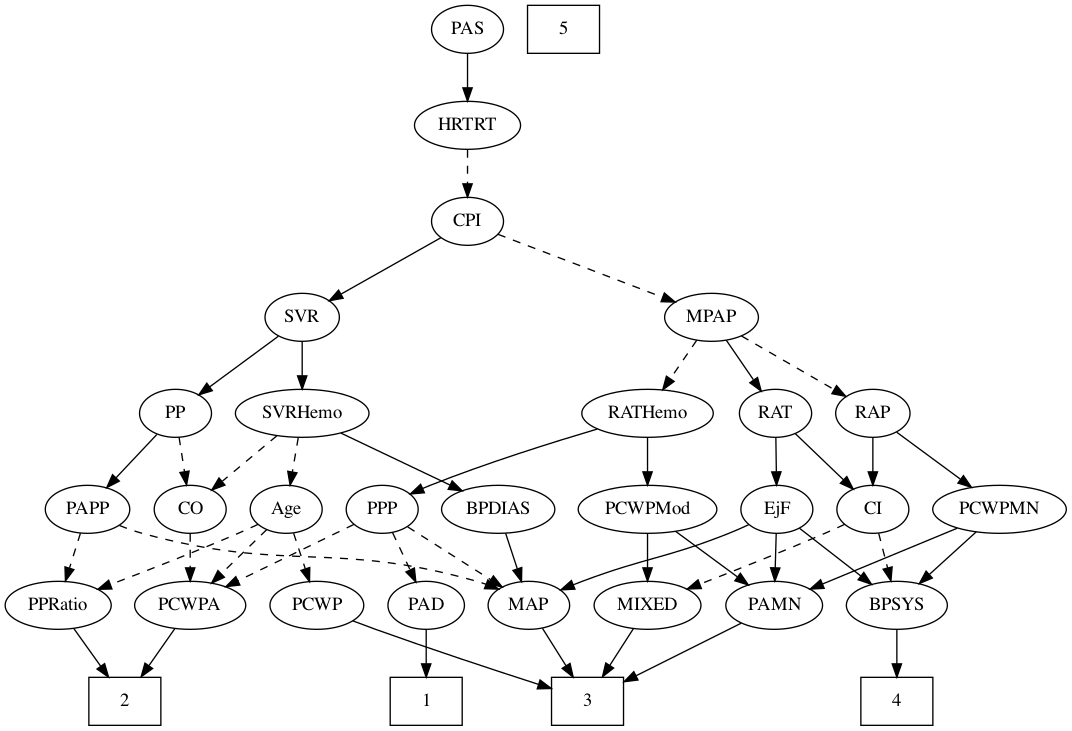 PAS
5
HRTRT
CPI
SVR
MPAP
PP
SVRHemo
RATHemo
RAT
RAP
PAPP
CO
Age
PPP
BPDIAS
PCWPMod
EjF
CI
PCWPMN
PPRatio
PCWPA
PCWP
PAD
MAP
MIXED
PAMN
BPSYS
2
1
3
4